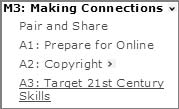 M3: Making Connections
Pair and Share
A1: Prepare for Online
A2: Copyright
A3: Target 21st Century
Skills